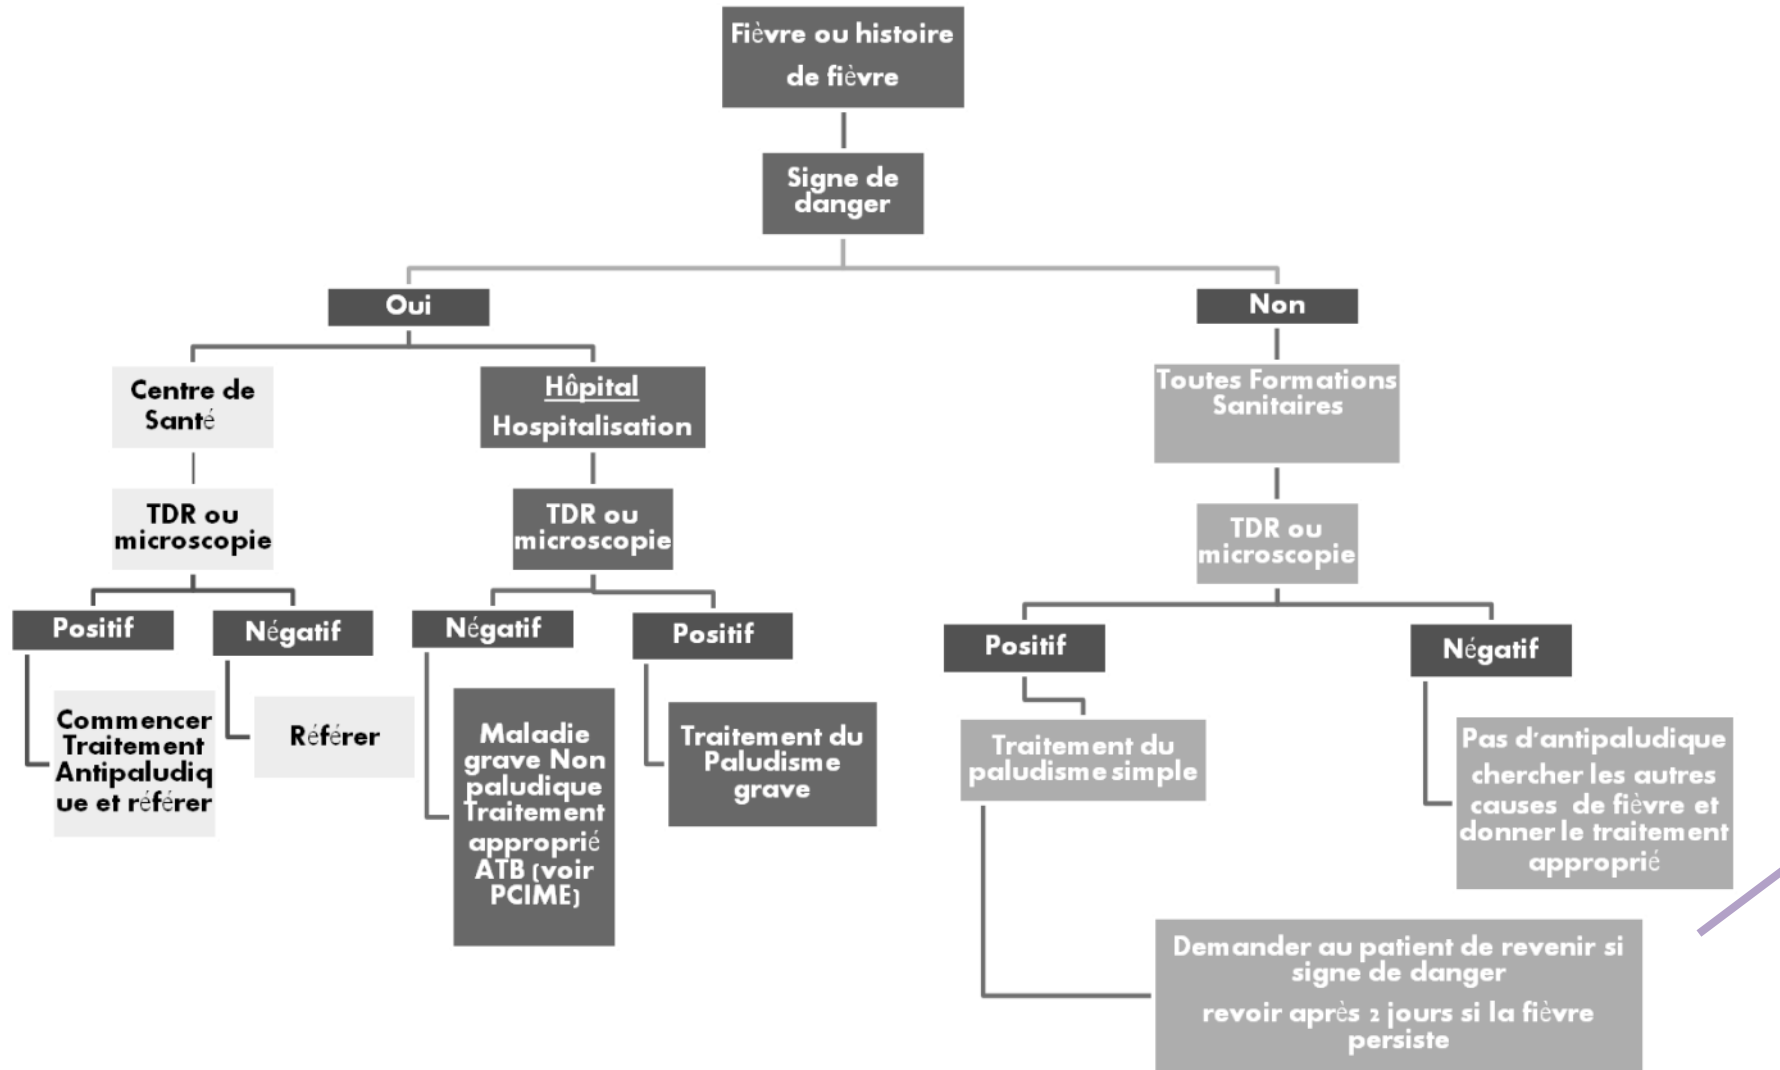 Fièvre ou histoire
de fièvre
Signe de
danger
Oui
Non
Centre de
Santé
Hôpital
Hospitalisation
Toutes Formations
Sanitaires
TDR ou
microscopie
TDR ou
microscopie
TDR ou
microscopie
Positif
Négatif
Négatif
Positif
Positif
Négatif
Commencer
Traitement
Antipaludiq
ue et référer
Référer
Maladie
grave Non
paludique
Traitement
approprié
ATB (voir
PCIME)
Traitement du
Paludisme
grave
Traitement du
paludisme simple
Pas d'antipaludique
chercher les autres
causes de fièvre et
donner le traitement
approprié
Demander au patient de revenir si
signe de danger
revoir après 2 jours si la fièvre
persiste